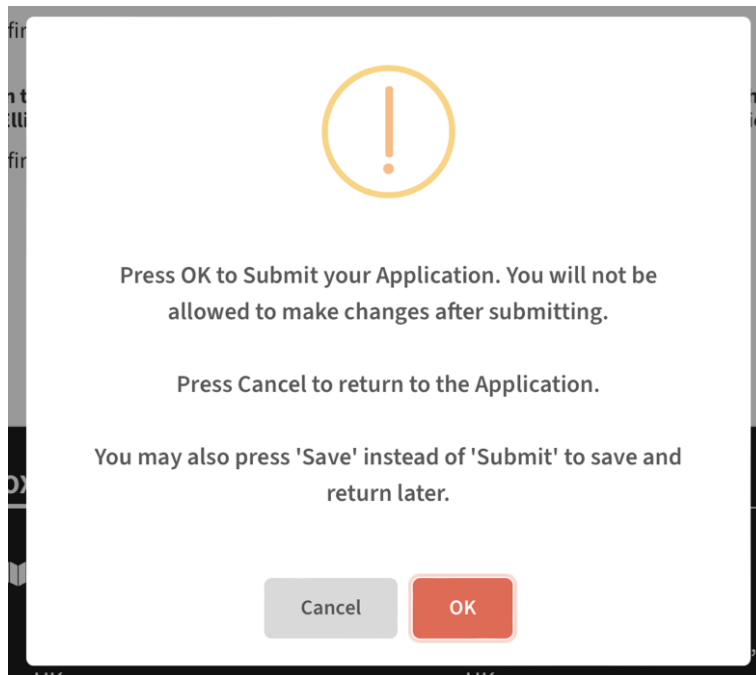 Press OK to Submit your Application. You will not be
allowed to make changes after submitting.
Press Cancel to return to the Application.
You may also press 'Save' instead of 'Submit' to save and
return later.
Cancel
OK